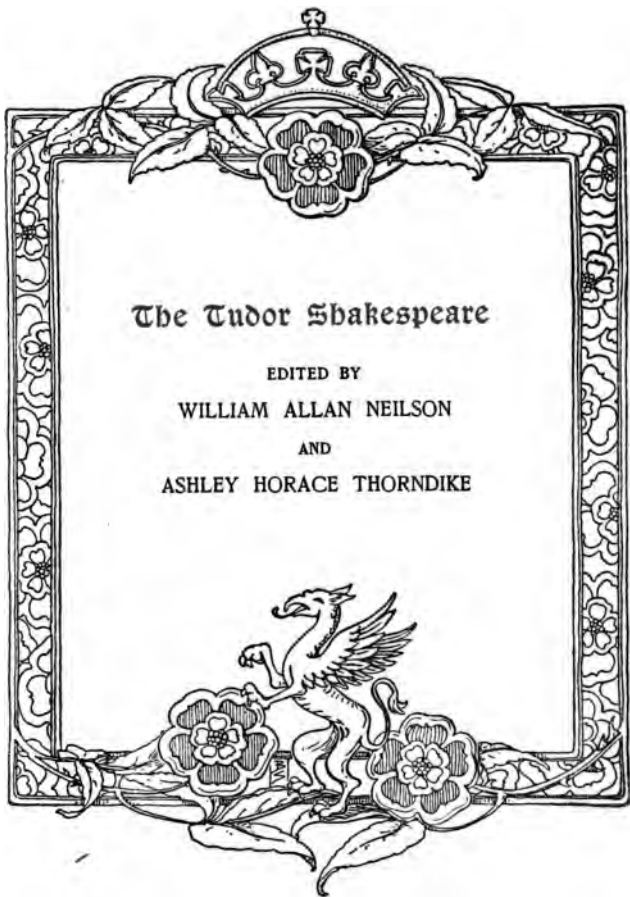 The Tudor Shakespeare
EDITED BY
WILLIAM ALLAN NEILSON
AND
ASHLEY HORACE THORNDIKE